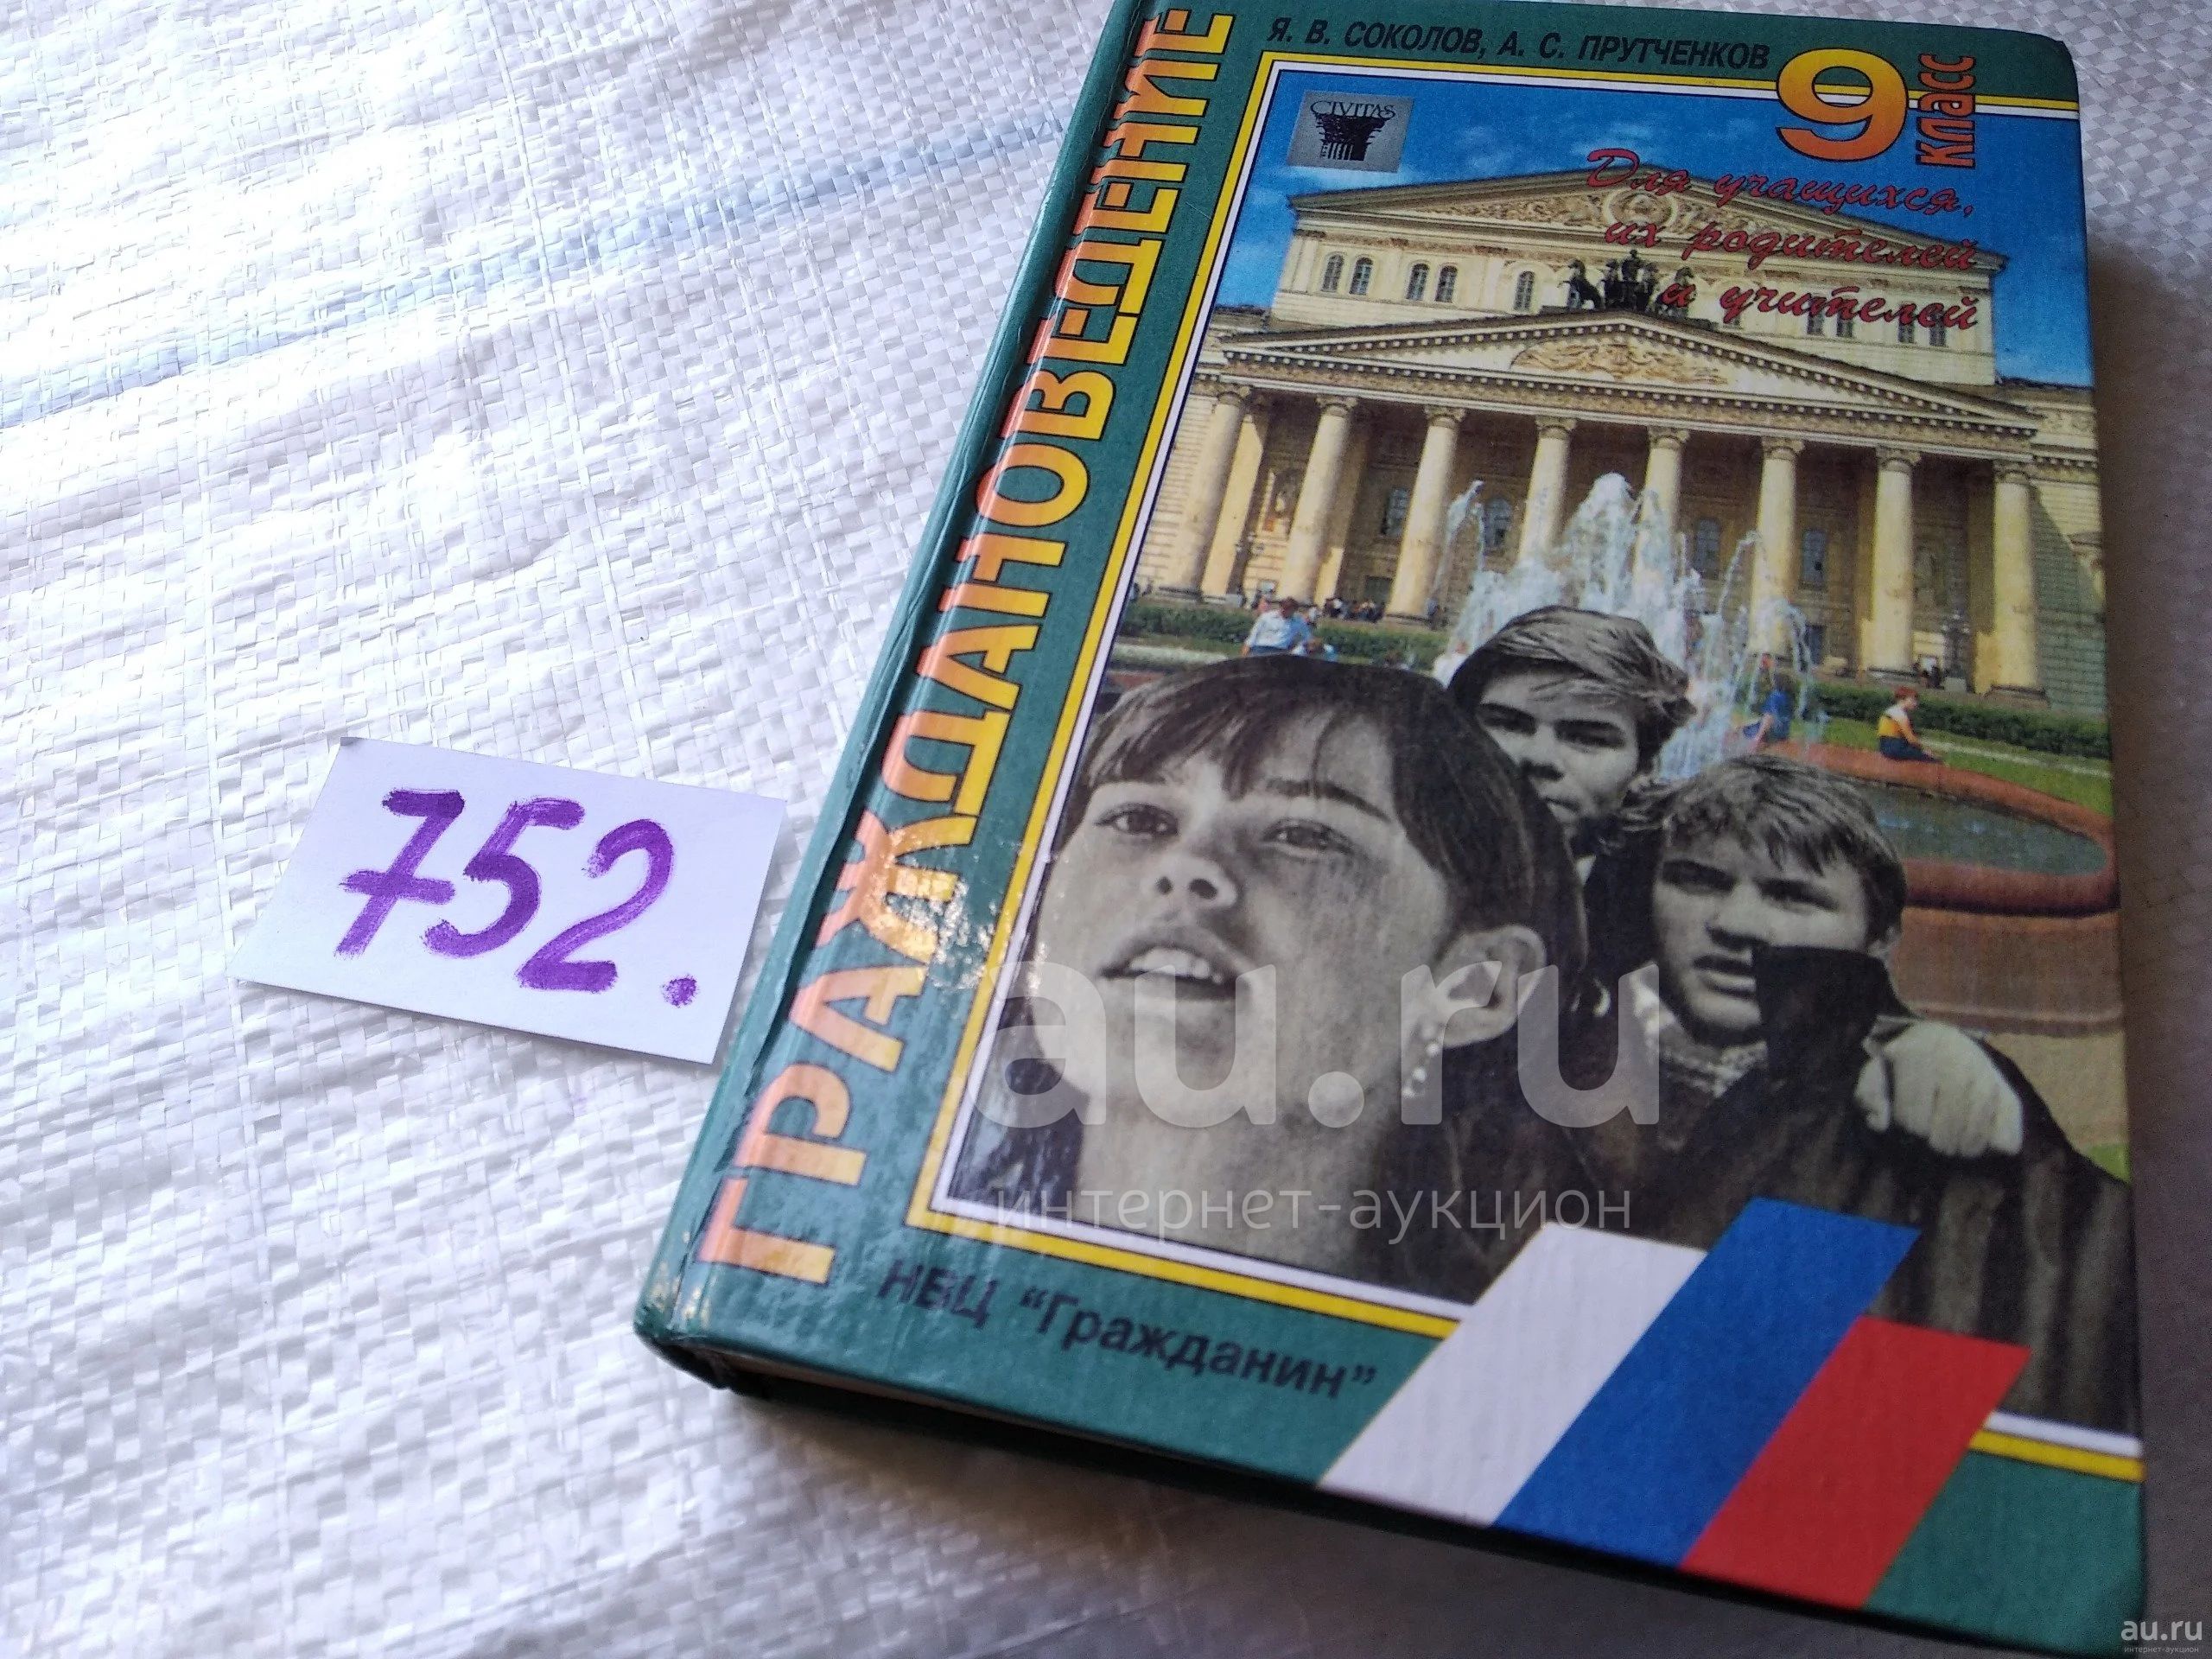 Я. В. СОКОЛОВ, А. С. ПРУТЧЕНКОВ
9
класс
CIVITAS
Для учащихся,
их родителей
и учителей
ГРАЖДАНОВЕДЕНИЕ
752.
au.ru
интернет-аукцион
НВЦ "Гражданин"
au.ru
интернет-аукцион